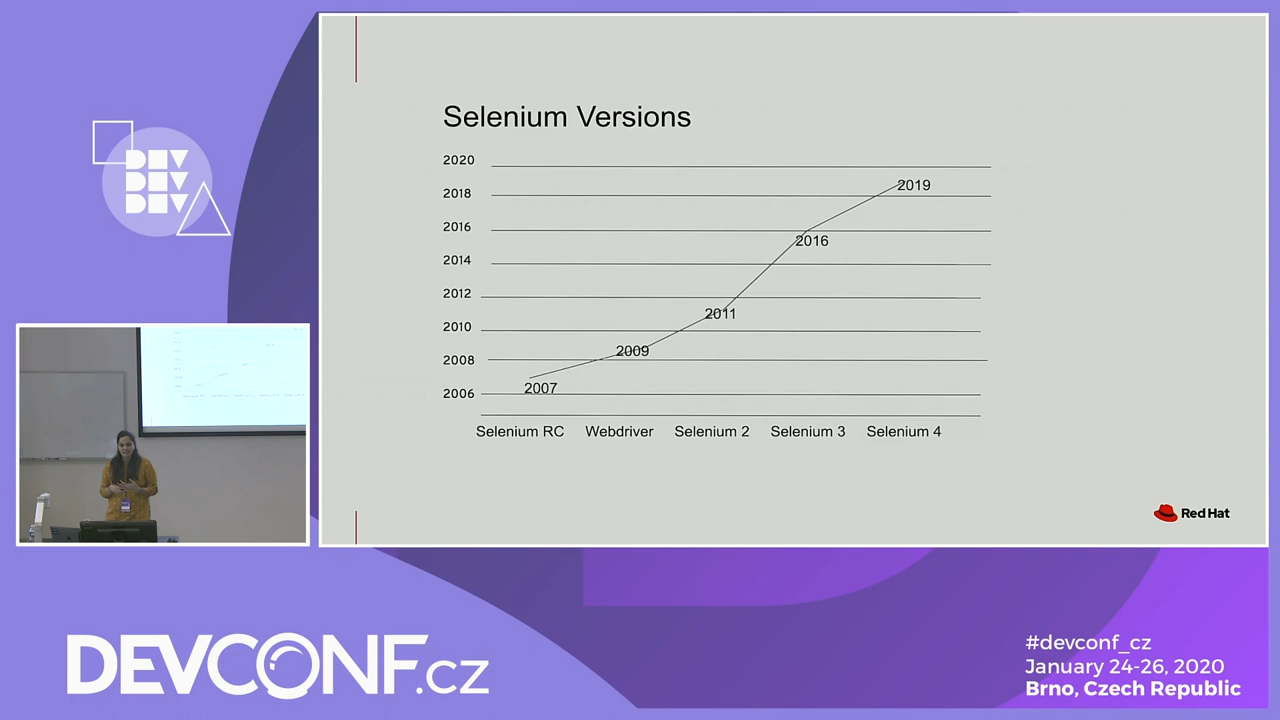 DEV
DEV
DEV
Selenium Versions
2020
2018
2016
2014
2012
2010
2008
2006
2007
2009
2011
2016
2019
Selenium RC Webdriver Selenium 2 Selenium 3 Selenium 4
Red Hat
DEVCONF.cz
#devconf_cz
January 24-26, 2020
Brno, Czech Republic